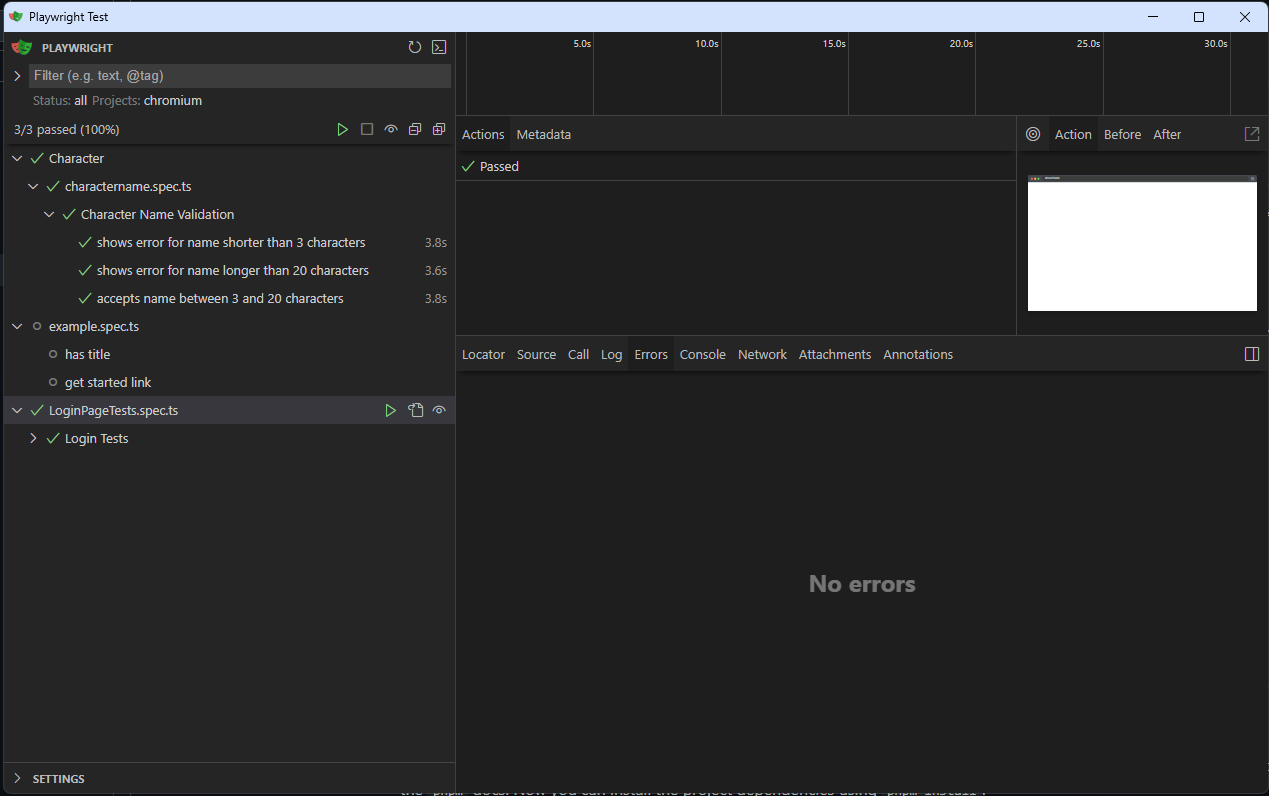 Playwright Test
PLAYWRIGHT
Filter (e.g. text, @tag)
Status: all Projects: chromium
3/3 passed (100%)
Character
charactername.spec.ts
Character Name Validation
shows error for name shorter than 3 characters 3.8s
shows error for name longer than 20 characters 3.6s
accepts name between 3 and 20 characters 3.8s
example.spec.ts
has title
get started link
LoginPageTests.spec.ts
Login Tests
SETTINGS
5.0s 10.0s 15.0s 20.0s 25.0s 30.0s
Actions Metadata
Passed
Action Before After
Locator Source Call Log Errors Console Network Attachments Annotations
No errors